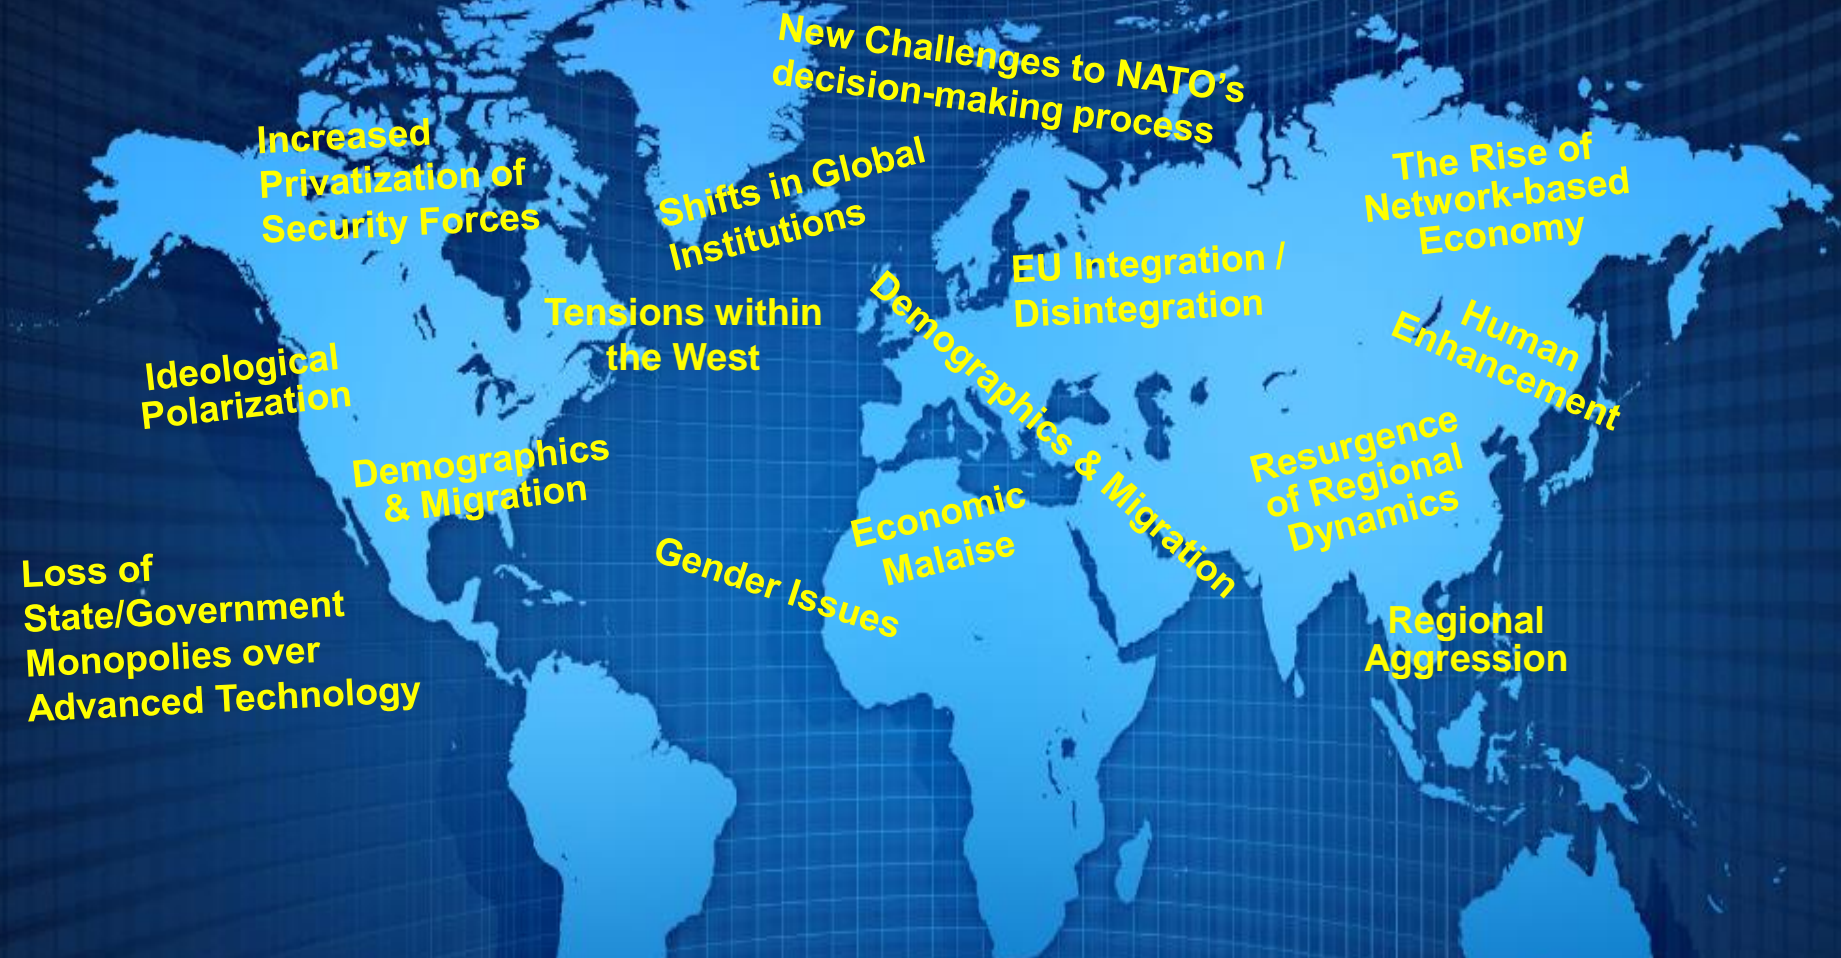 New Challenges to NATO’s
decision-making process
Increased
Privatization of
Security Forces
Shifts in Global
Institutions
The Rise of
Network-based
Economy
EU Integration /
Disintegration
Tensions within
the West
Human
Enhancement
Ideological
Polarization
Demographics & Migration
Demographics
& Migration
Resurgence
of Regional
Dynamics
Economic
Malaise
Gender Issues
Loss of
State/Government
Monopolies over
Advanced Technology
Regional
Aggression